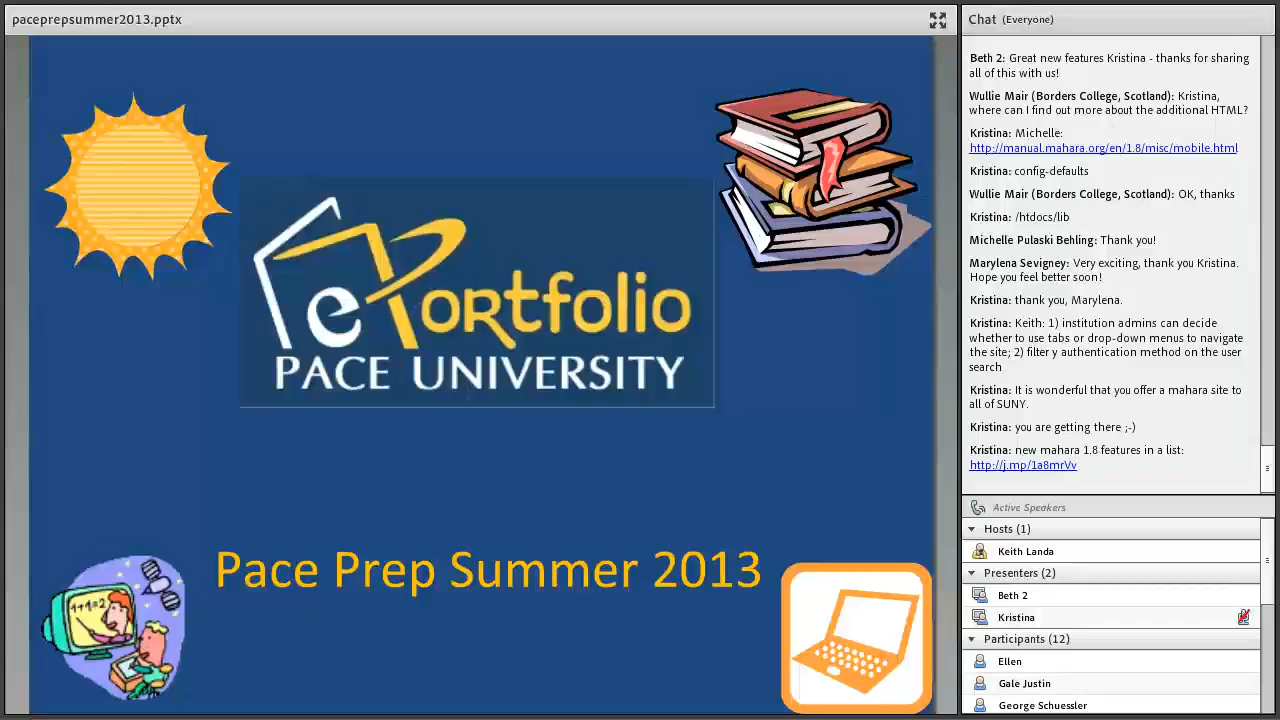 paceprepsummer2013.pptx
ePortfolio
PACE UNIVERSITY
Pace Prep Summer 2013
1+1=2
Chat (Everyone)
Beth 2: Great new features Kristina - thanks for sharing
all of this with us!
Wullie Mair (Borders College, Scotland): Kristina,
where can I find out more about the additional HTML?
Kristina: Michelle:
http://manual.mahara.org/en/1.8/misc/mobile.html
Kristina: config-defaults
Wullie Mair (Borders College, Scotland): OK, thanks
Kristina: /htdocs/lib
Michelle Pulaski Behling: Thank you!
Marylena Sevigney: Very exciting, thank you Kristina.
Hope you feel better soon!
Kristina: thank you, Marylena.
Kristina: Keith: 1) institution admins can decide
whether to use tabs or drop-down menus to navigate
the site; 2) filter y authentication method on the user
search
Kristina: It is wonderful that you offer a mahara site to
all of SUNY.
Kristina: you are getting there ;-)
Kristina: new mahara 1.8 features in a list:
http://j.mp/1a8mrVv
Active Speakers
Hosts (1)
Keith Landa
Presenters (2)
Beth 2
Kristina
Participants (12)
Ellen
Gale Justin
George Schuessler